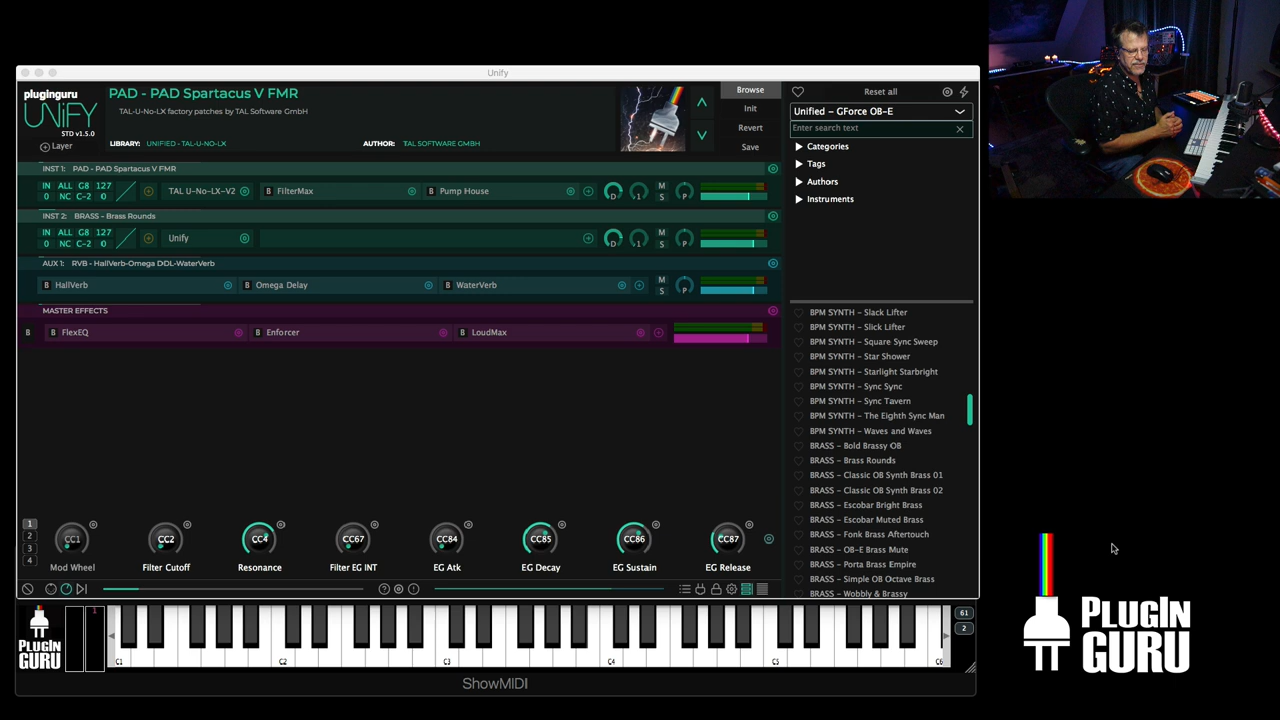 Unify
pluginguru
UNIFY
STD v1.5.0
Layer
PAD - PAD Spartacus V FMR
TAL-U-No-LX factory patches by TAL Software GmbH
LIBRARY: UNIFIED - TAL-U-NO-LX
AUTHOR: TAL SOFTWARE GMBH
Browse
Init
Revert
Save
INST 1: PAD - PAD Spartacus V FMR
IN ALL G8 127
0 NC C-2 0
TAL U-No-LX-V2
B FilterMax
B Pump House
D 1 M S P
INST 2: BRASS - Brass Rounds
IN ALL G8 127
0 NC C-2 0
Unify
D 1 M S P
AUX 1: RVB - HallVerb-Omega DDL-WaterVerb
B HallVerb
B Omega Delay
B WaterVerb
M S P
MASTER EFFECTS
B
B FlexEQ
B Enforcer
B LoudMax
1
2
3
4
CC1 CC2 CC4 CC67 CC84 CC85 CC86 CC87
Mod Wheel Filter Cutoff Resonance Filter EG INT EG Atk EG Decay EG Sustain EG Release
Reset all
Unified – GForce OB-E
Enter search text
Categories
Tags
Authors
Instruments
BPM SYNTH – Slack Lifter
BPM SYNTH – Slick Lifter
BPM SYNTH – Square Sync Sweep
BPM SYNTH – Star Shower
BPM SYNTH – Starlight Starbright
BPM SYNTH – Sync Sync
BPM SYNTH – Sync Tavern
BPM SYNTH – The Eighth Sync Man
BPM SYNTH – Waves and Waves
BRASS – Bold Brassy OB
BRASS – Brass Rounds
BRASS – Classic OB Synth Brass 01
BRASS – Classic OB Synth Brass 02
BRASS – Escobar Bright Brass
BRASS – Escobar Muted Brass
BRASS – Fonk Brass Aftertouch
BRASS – OB-E Brass Mute
BRASS – Porta Brass Empire
BRASS – Simple OB Octave Brass
BRASS – Wobbly & Brassy
PLUGIN
GURU
1
C1 C2 C3 C4 C5 C6
61
2
ShowMIDI
PLUGIN
GURU